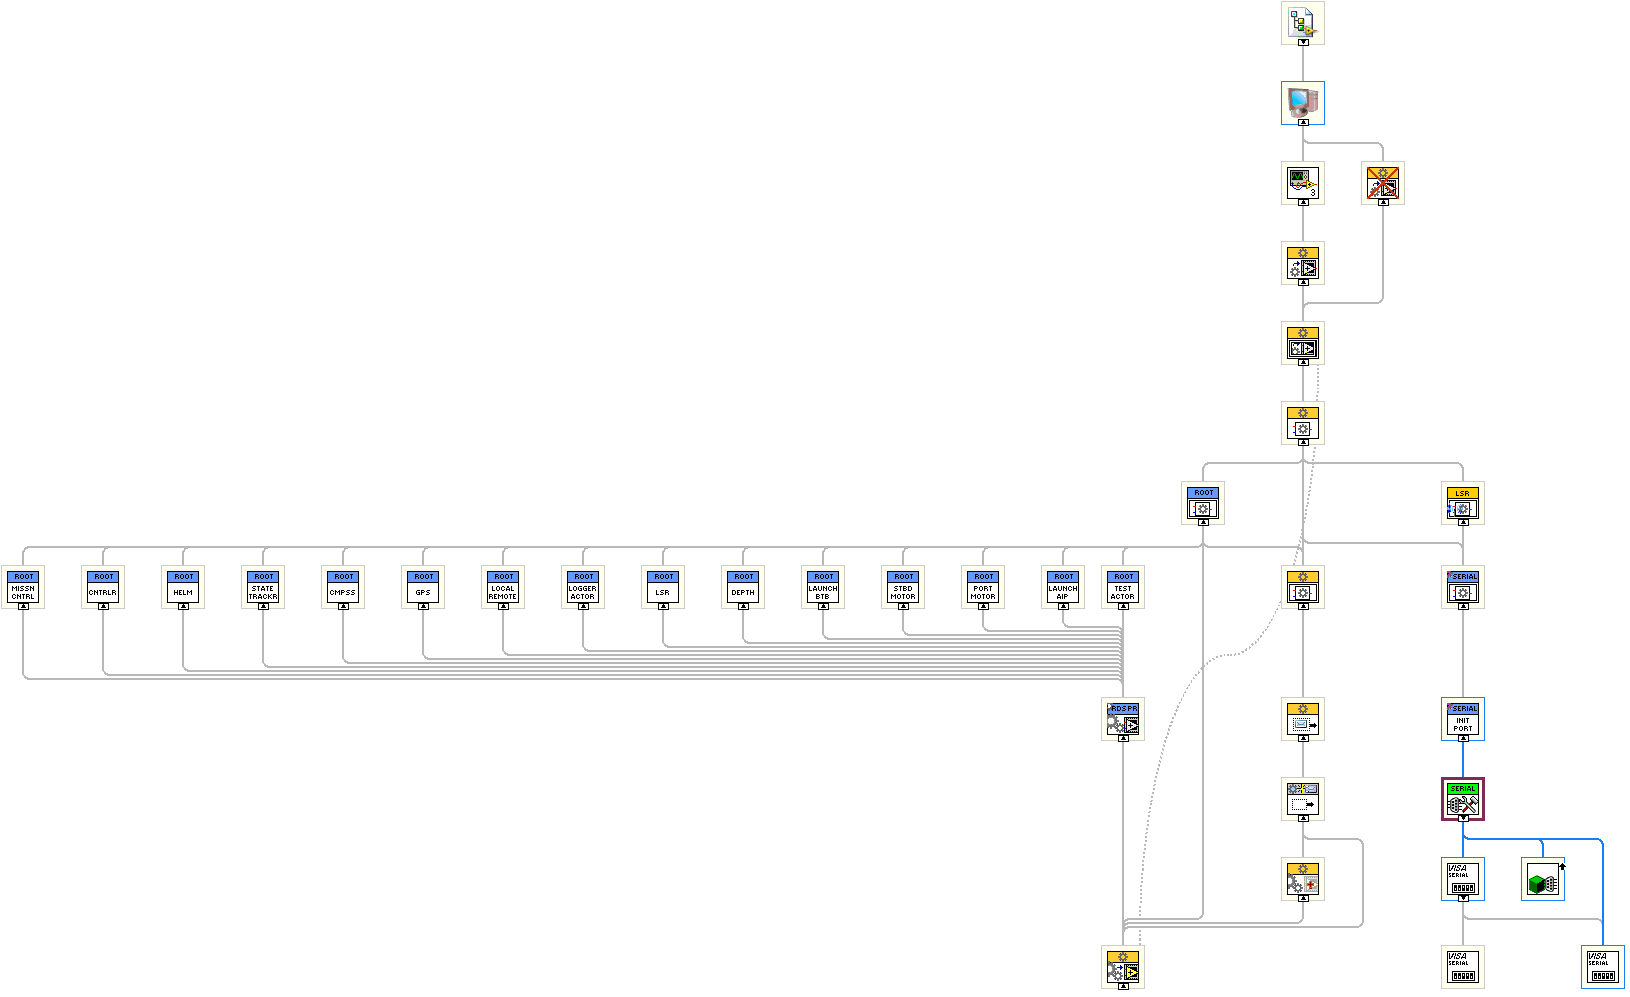 3
ROOT
LSR
ROOT
MISSN
CNTRL
ROOT
CNTRLR
ROOT
HELM
ROOT
STATE
TRACKR
ROOT
CMPSS
ROOT
GPS
ROOT
LOCAL
REMOTE
ROOT
LOGGER
ACTOR
ROOT
LSR
ROOT
DEPTH
ROOT
LAUNCH
BTB
ROOT
STBD
MOTOR
ROOT
PORT
MOTOR
ROOT
LAUNCH
AIP
ROOT
TEST
ACTOR
SERIAL
RDSPR
SERIAL
INIT
PORT
SERIAL
VISA
SERIAL
VISA
SERIAL
VISA
SERIAL